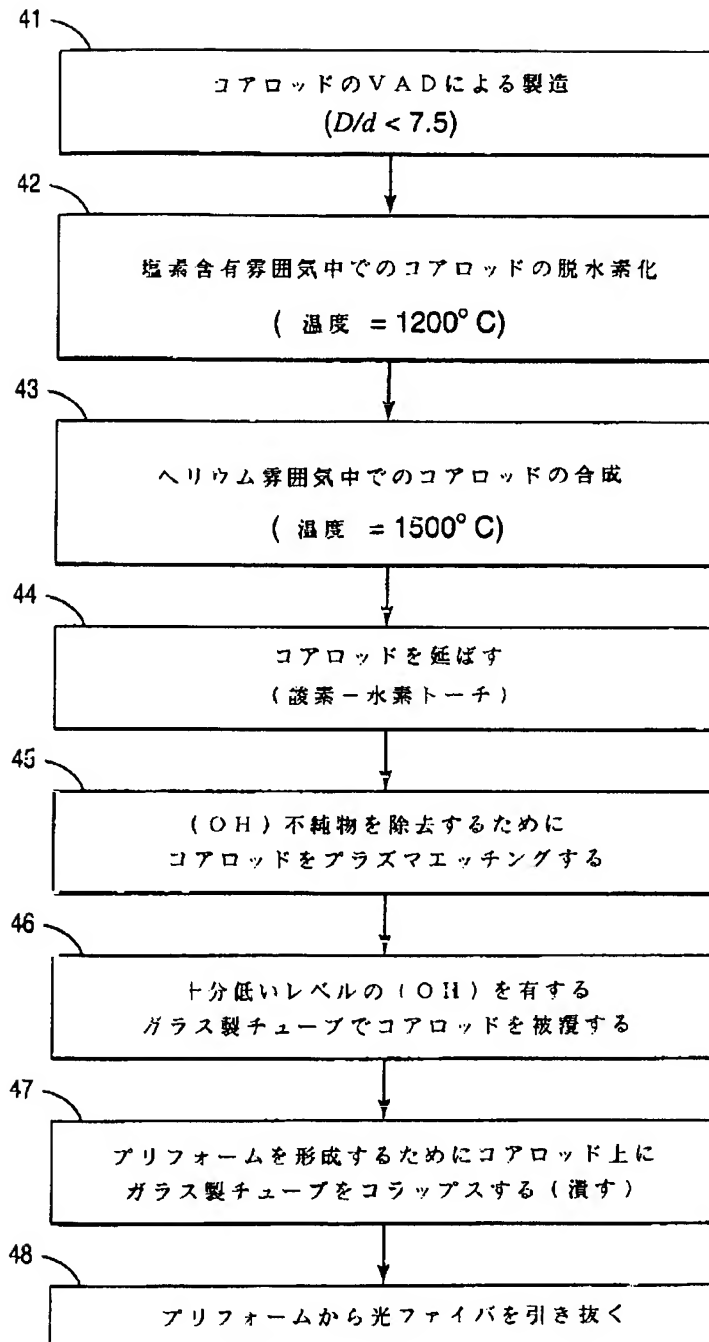 41
コアロッドのVADによる製造
(D/d < 7.5)
42
塩素含有雰囲気中でのコアロッドの脱水素化
( 温度 = 1200° C)
43
ヘリウム雰囲気中でのコアロッドの合成
( 温度 = 1500° C)
44
コアロッドを延ばす
(酸素-水素トーチ)
45
(OH)不純物を除去するために
コアロッドをプラズマエッチングする
46
十分低いレベルの(OH)を有する
ガラス製チューブでコアロッドを被覆する
47
プリフォームを形成するためにコアロッド上に
ガラス製チューブをコラップスする(潰す)
48
プリフォームから光ファイバを引き抜く